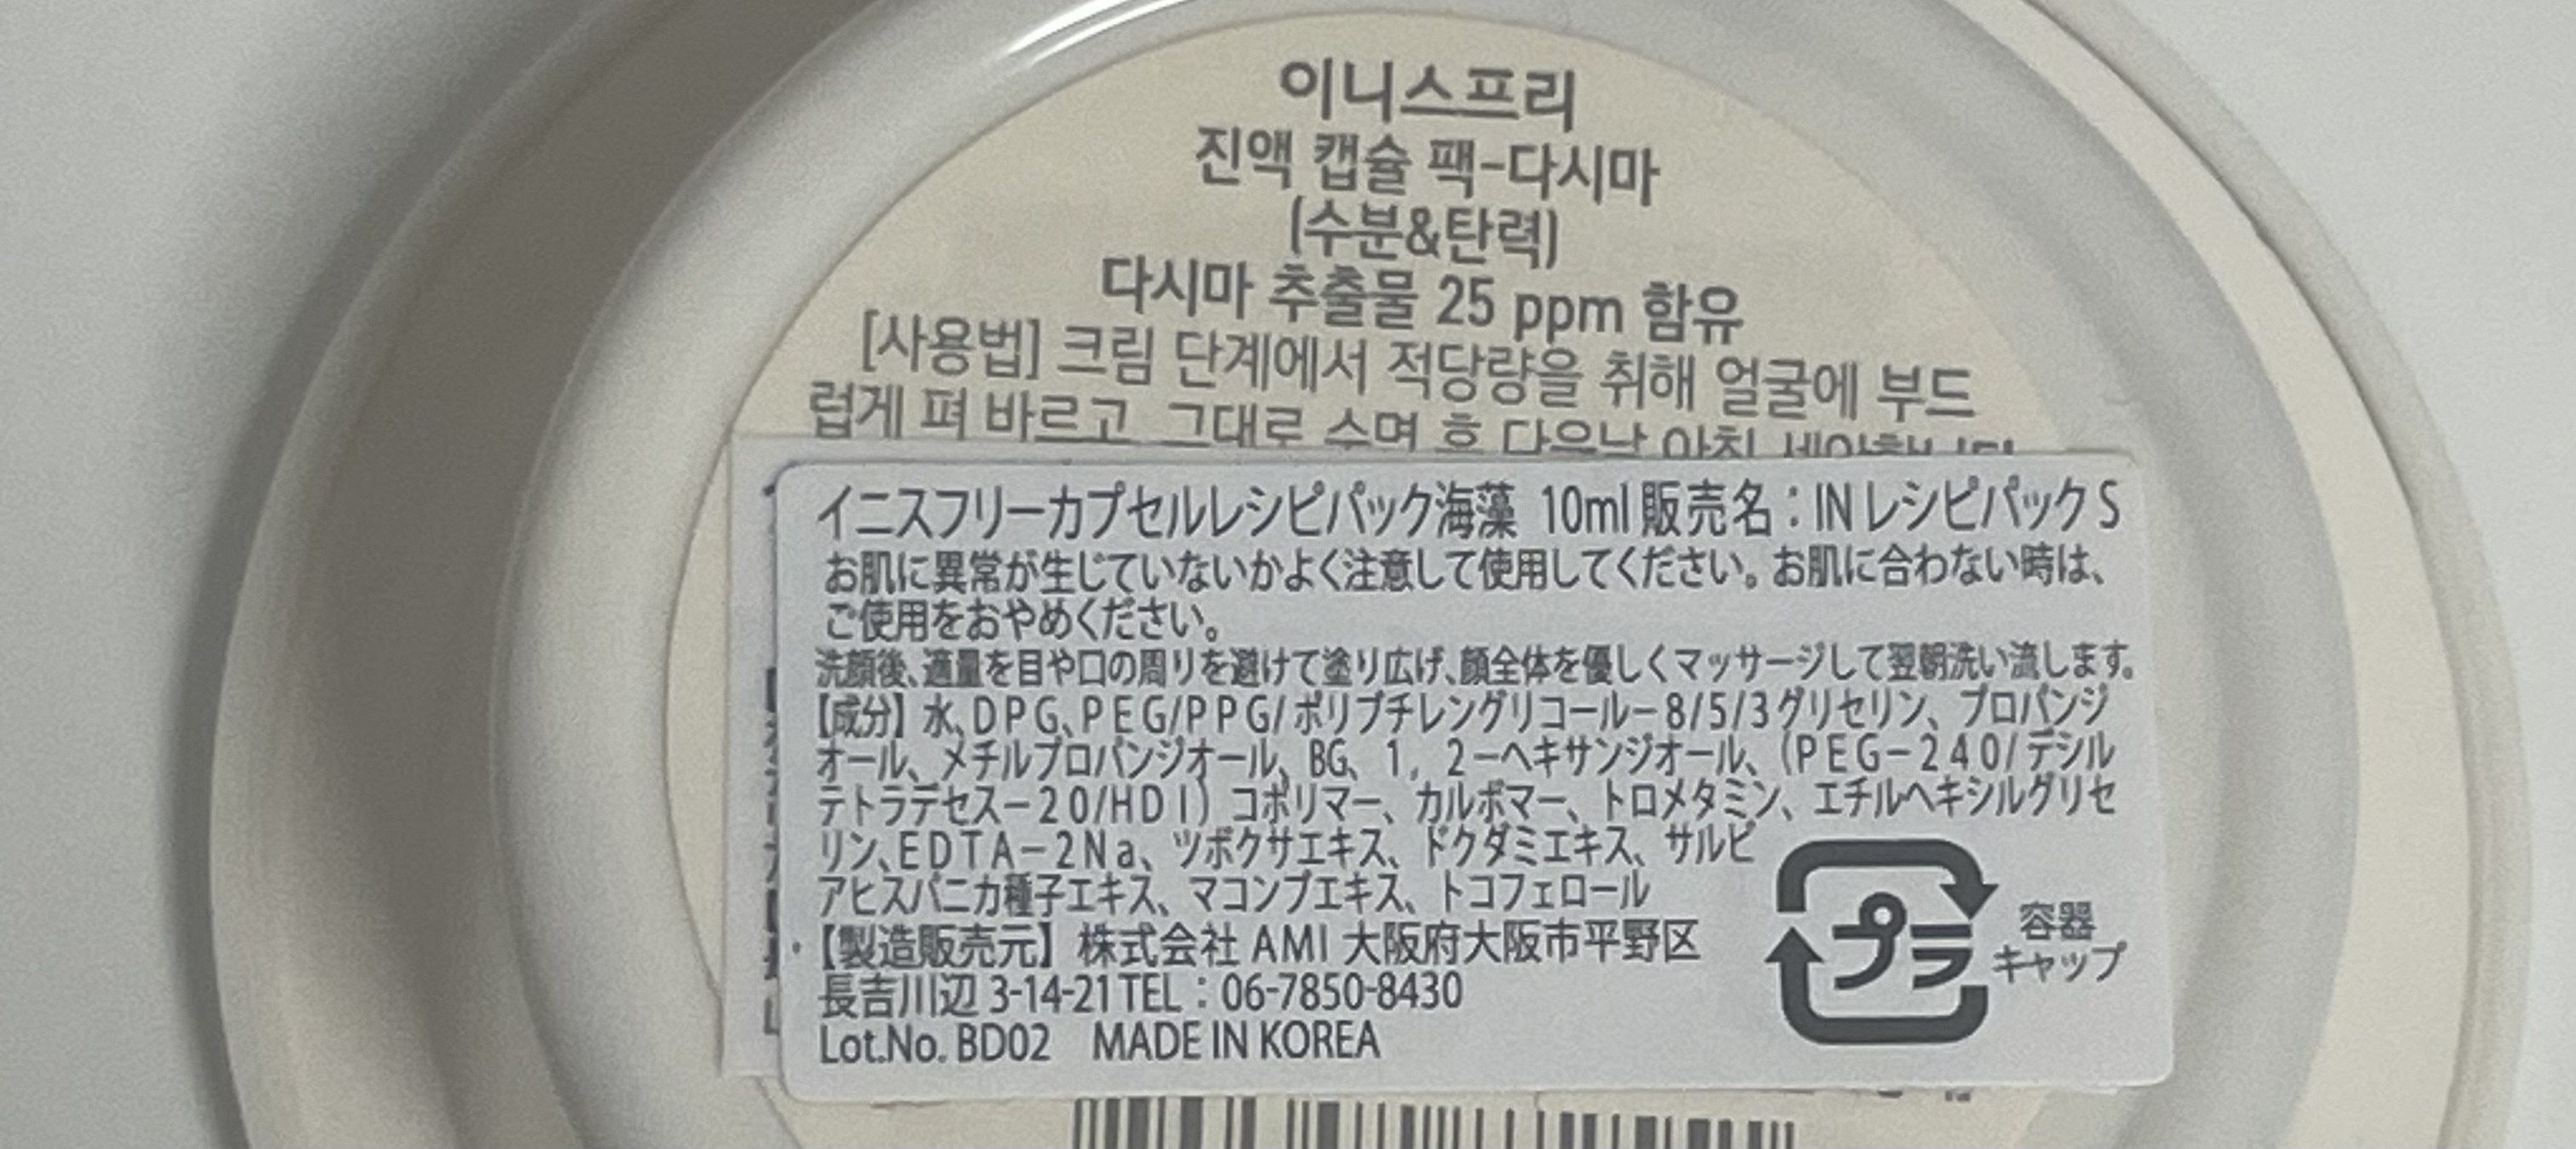 이니스프리
진액 캡슐 팩-다시마
(수분&탄력)
다시마 추출물 25 ppm 함유
[사용법] 크림 단계에서 적당량을 취해 얼굴에 부드
럽게 펴 바르고 그대로 수면 후 다음날 아침 세안합니다
イニスフリーカプセルレシピパック海藻 10ml 販売名：IN レシピパック S
お肌に異常が生じていないかよく注意して使用してください。お肌に合わない時は、
ご使用をおやめください。
洗顔後、適量を目や口の周りを避けて塗り広げ、顔全体を優しくマッサージして翌朝洗い流します。
【成分】水、DPG、PEG/PPG/ポリブチレングリコール－8/5/3グリセリン、プロパンジ
オール、メチルプロパンジオール、BG、1，2－ヘキサンジオール、（PEG－240/デシル
テトラデセス－20/HDI）コポリマー、カルボマー、トロメタミン、エチルヘキシルグリセ
リン、EDTA－2Na、ツボクサエキス、ドクダミエキス、サルビ
アヒスパニカ種子エキス、マコンブエキス、トコフェロール
【製造販売元】株式会社 AMI 大阪府大阪市平野区
長吉川辺 3-14-21 TEL：06-7850-8430
Lot.No. BD02 MADE IN KOREA
プラ
容器
キャップ